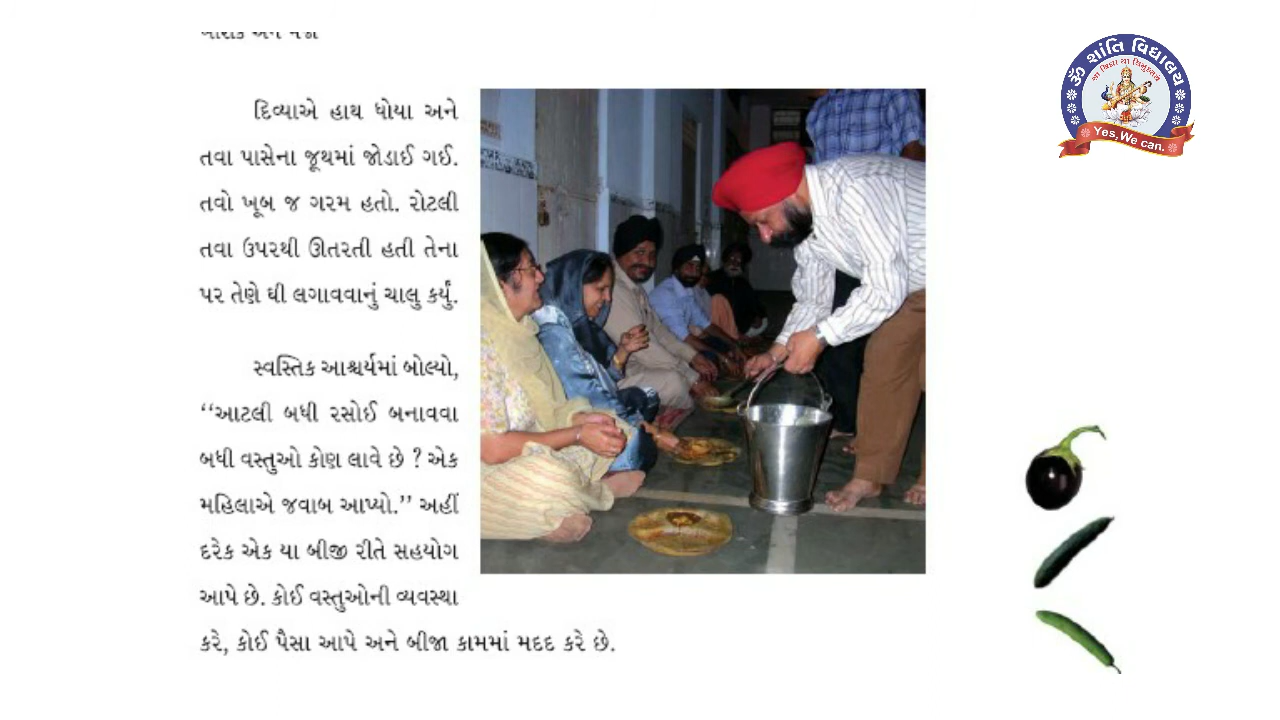 દિવ્યાએ હાથ ધોયા અને
તવા પાસેના જૂથમાં જોડાઈ ગઈ.
તવો ખૂબ જ ગરમ હતો. રોટલી
તવા ઉપરથી ઊતરતી હતી તેના
પર તેણે ઘી લગાવવાનું ચાલુ કર્યું.
સ્વસ્તિક આશ્ચર્યમાં બોલ્યો,
“આટલી બધી રસોઈ બનાવવા
બધી વસ્તુઓ કોણ લાવે છે ? એક
મહિલાએ જવાબ આપ્યો.” અહીં
દરેક એક યા બીજી રીતે સહયોગ
આપે છે. કોઈ વસ્તુઓની વ્યવસ્થા
કરે, કોઈ પૈસા આપે અને બીજા કામમાં મદદ કરે છે.
ૐ શાંતિ વિદ્યાલય
સા વિદ્યા યા વિમુક્તયે
Yes, We can.